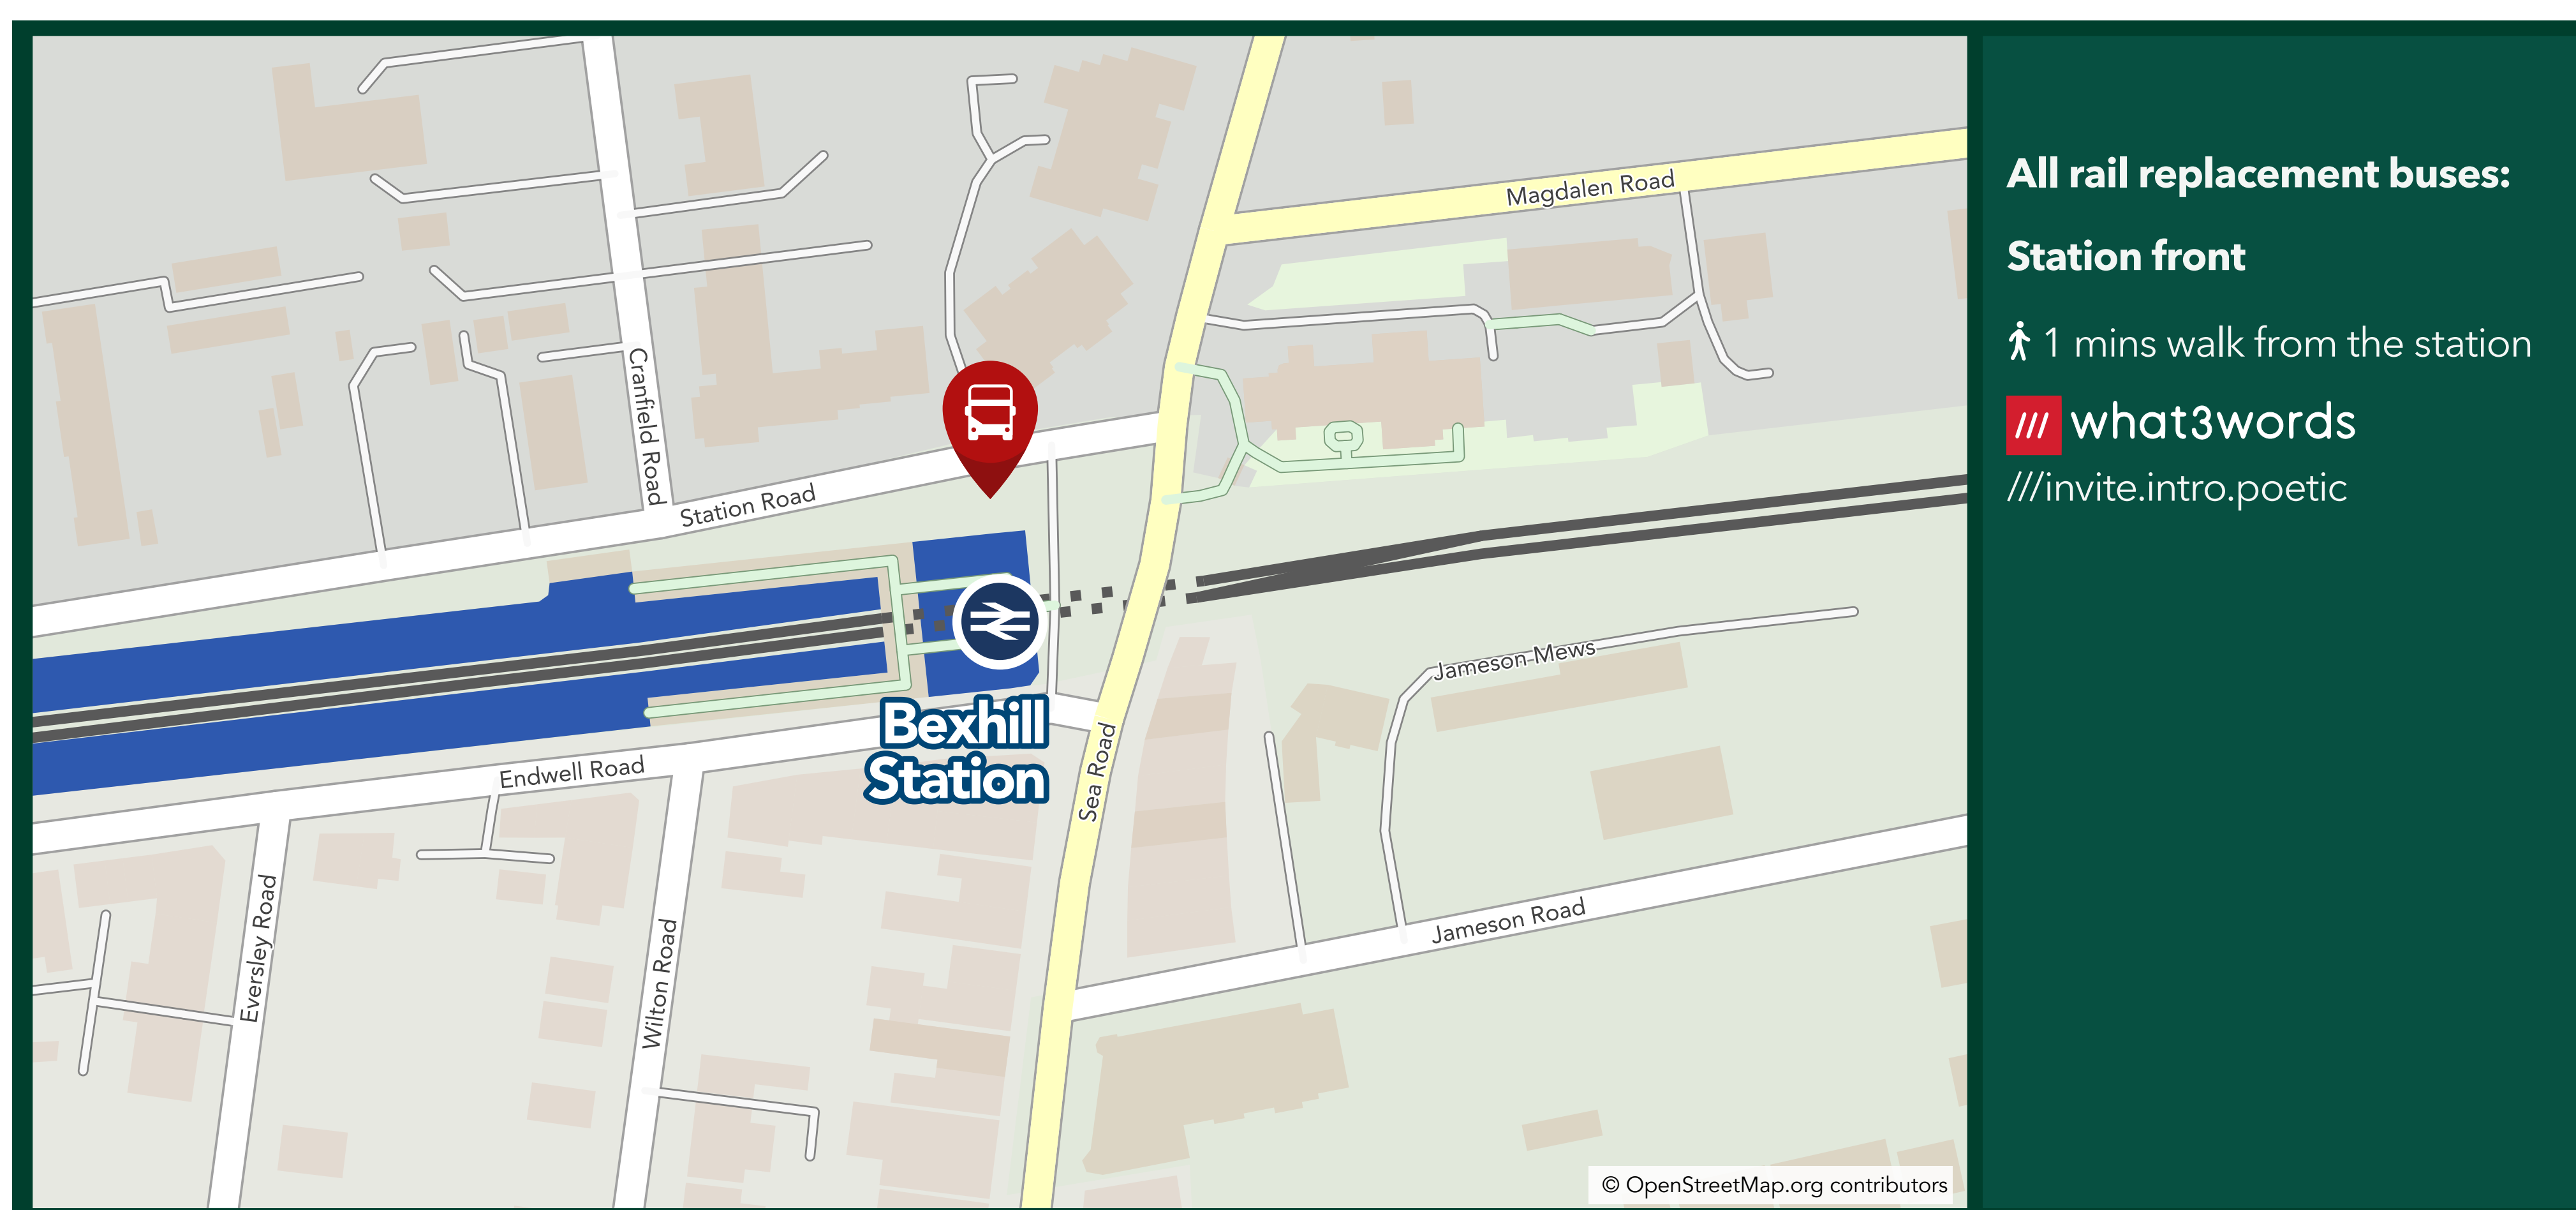 Magdalen Road
Cranfield Road
Station Road
Jameson Mews
Bexhill
Station
Endwell Road
Sea Road
Eversley Road
Wilton Road
Jameson Road
© OpenStreetMap.org contributors
All rail replacement buses:
Station front
1 mins walk from the station
/// what3words
///invite.intro.poetic